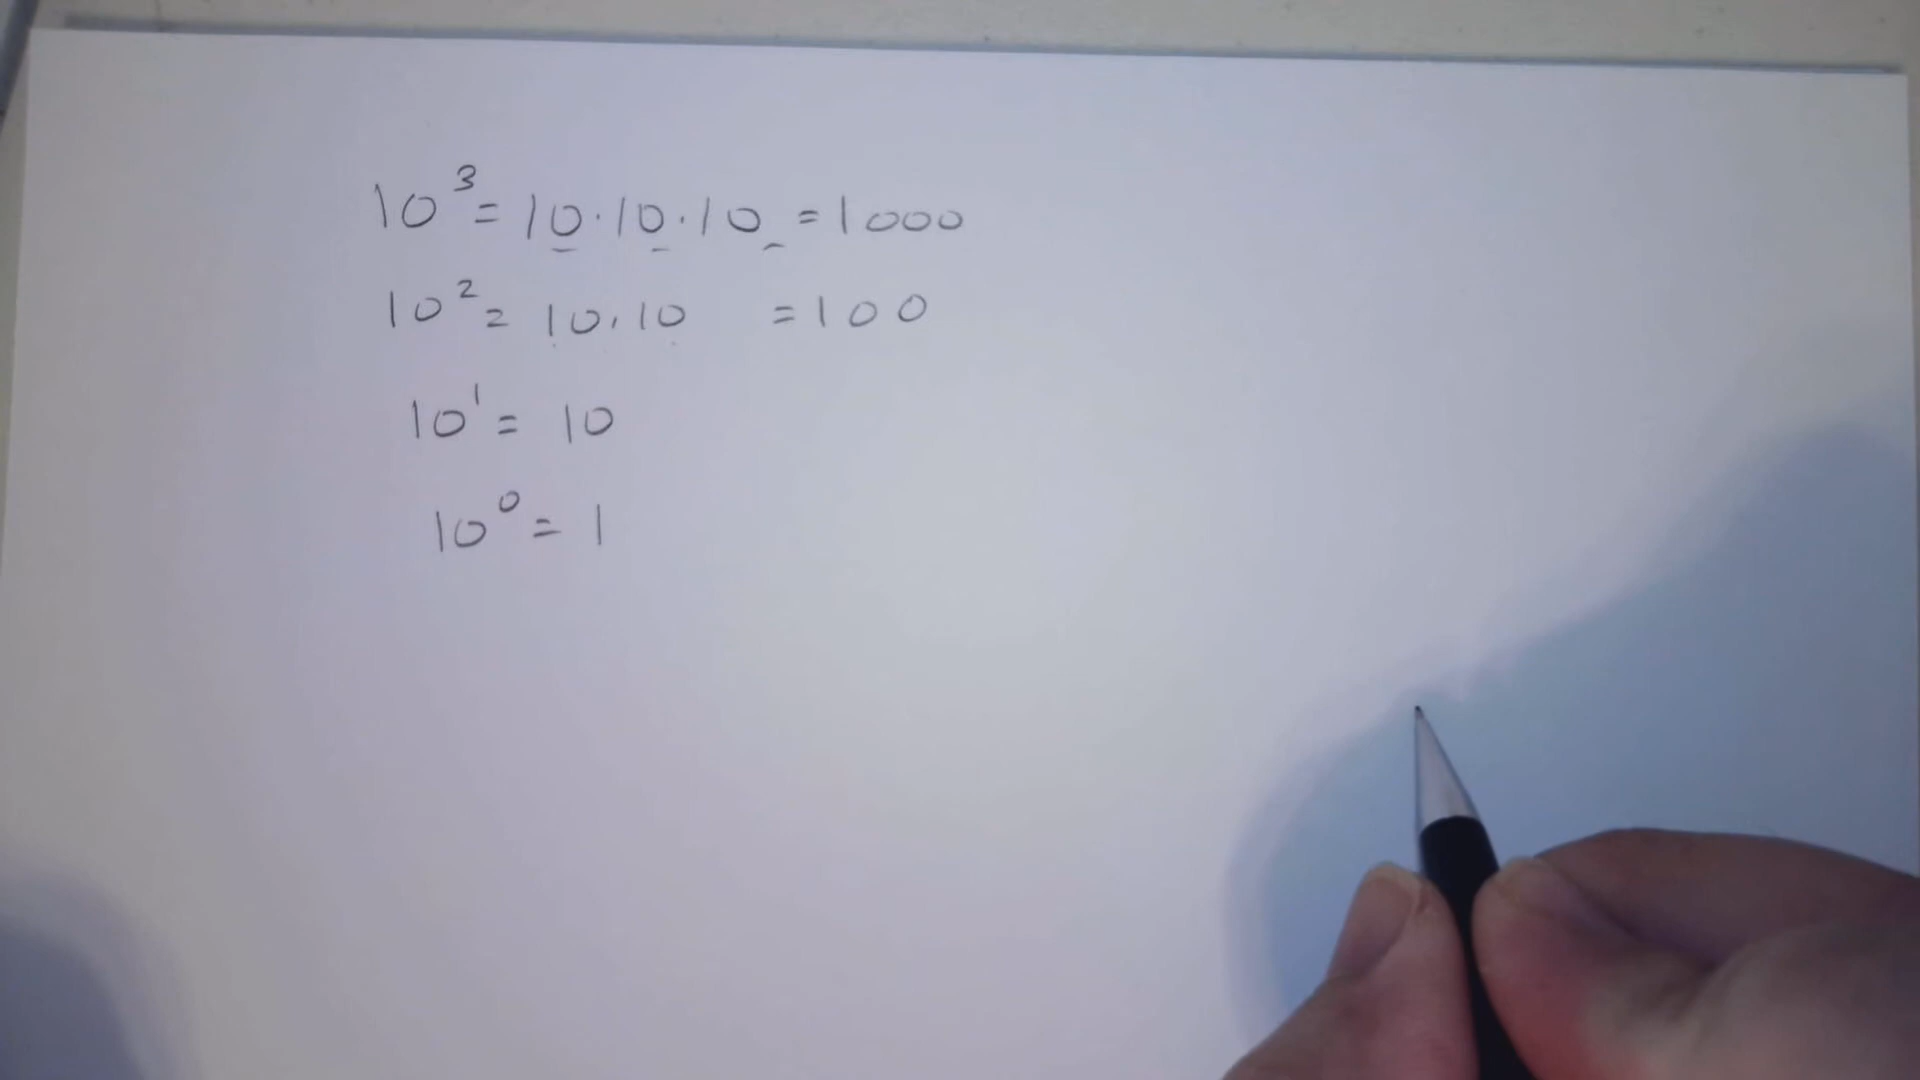 10³ = 10·10·10 = 1000
10² = 10·10 = 100
10¹ = 10
10⁰ = 1